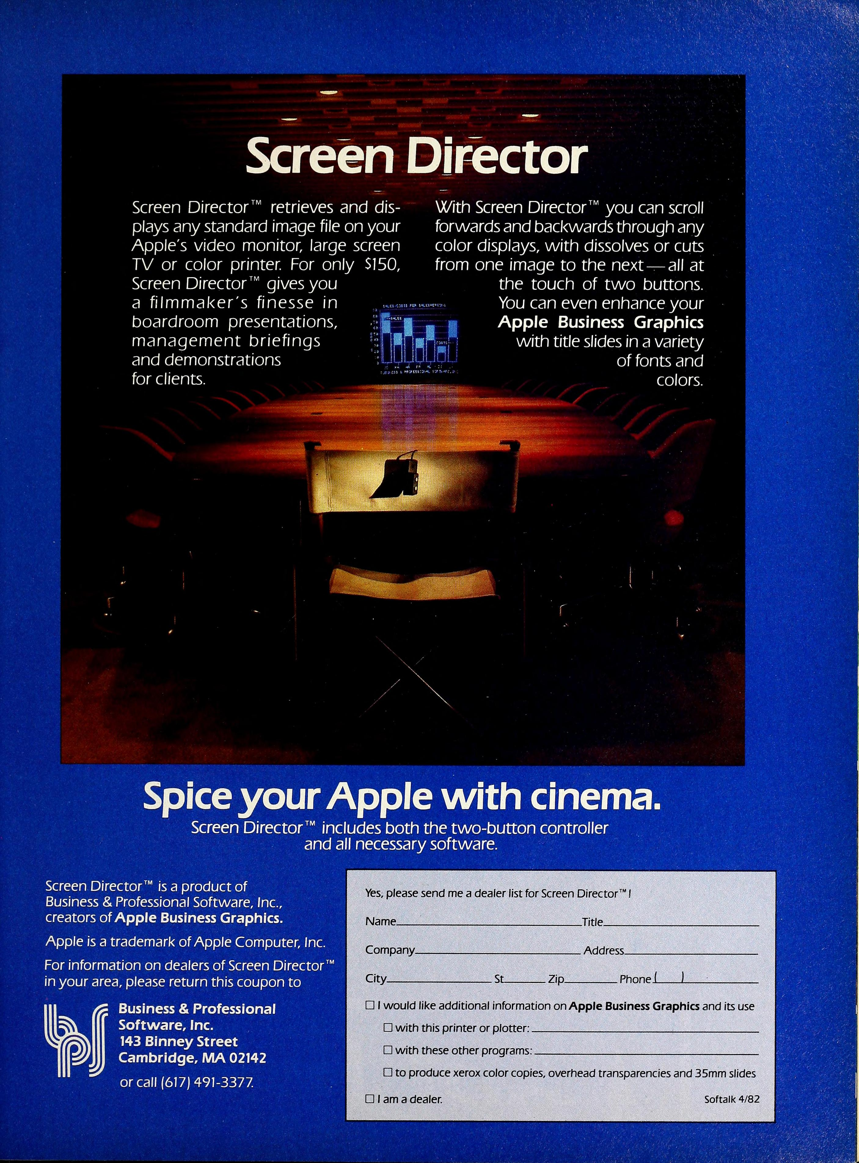 Screen Director
Screen Director™ retrieves and dis-
plays any standard image file on your
Apple's video monitor, large screen
TV or color printer. For only $150,
Screen Director™ gives you
a filmmaker's finesse in
boardroom presentations,
management briefings
and demonstrations
for clients.
With Screen Director™ you can scroll
forwards and backwards through any
color displays, with dissolves or cuts
from one image to the next—all at
the touch of two buttons.
You can even enhance your
Apple Business Graphics
with title slides in a variety
of fonts and
colors.
Spice your Apple with cinema.
Screen Director™ includes both the two-button controller
and all necessary software.
Screen Director™ is a product of
Business & Professional Software, Inc.,
creators of Apple Business Graphics.
Apple is a trademark of Apple Computer, Inc.
For information on dealers of Screen Director™
in your area, please return this coupon to
bps
Business & Professional
Software, Inc.
143 Binney Street
Cambridge, MA 02142
or call (617) 491-3377.
Yes, please send me a dealer list for Screen Director™!
Name Title
Company Address
City St Zip Phone ( )
☐ I would like additional information on Apple Business Graphics and its use
☐ with this printer or plotter:
☐ with these other programs:
☐ to produce xerox color copies, overhead transparencies and 35mm slides
☐ I am a dealer. Softalk 4/82